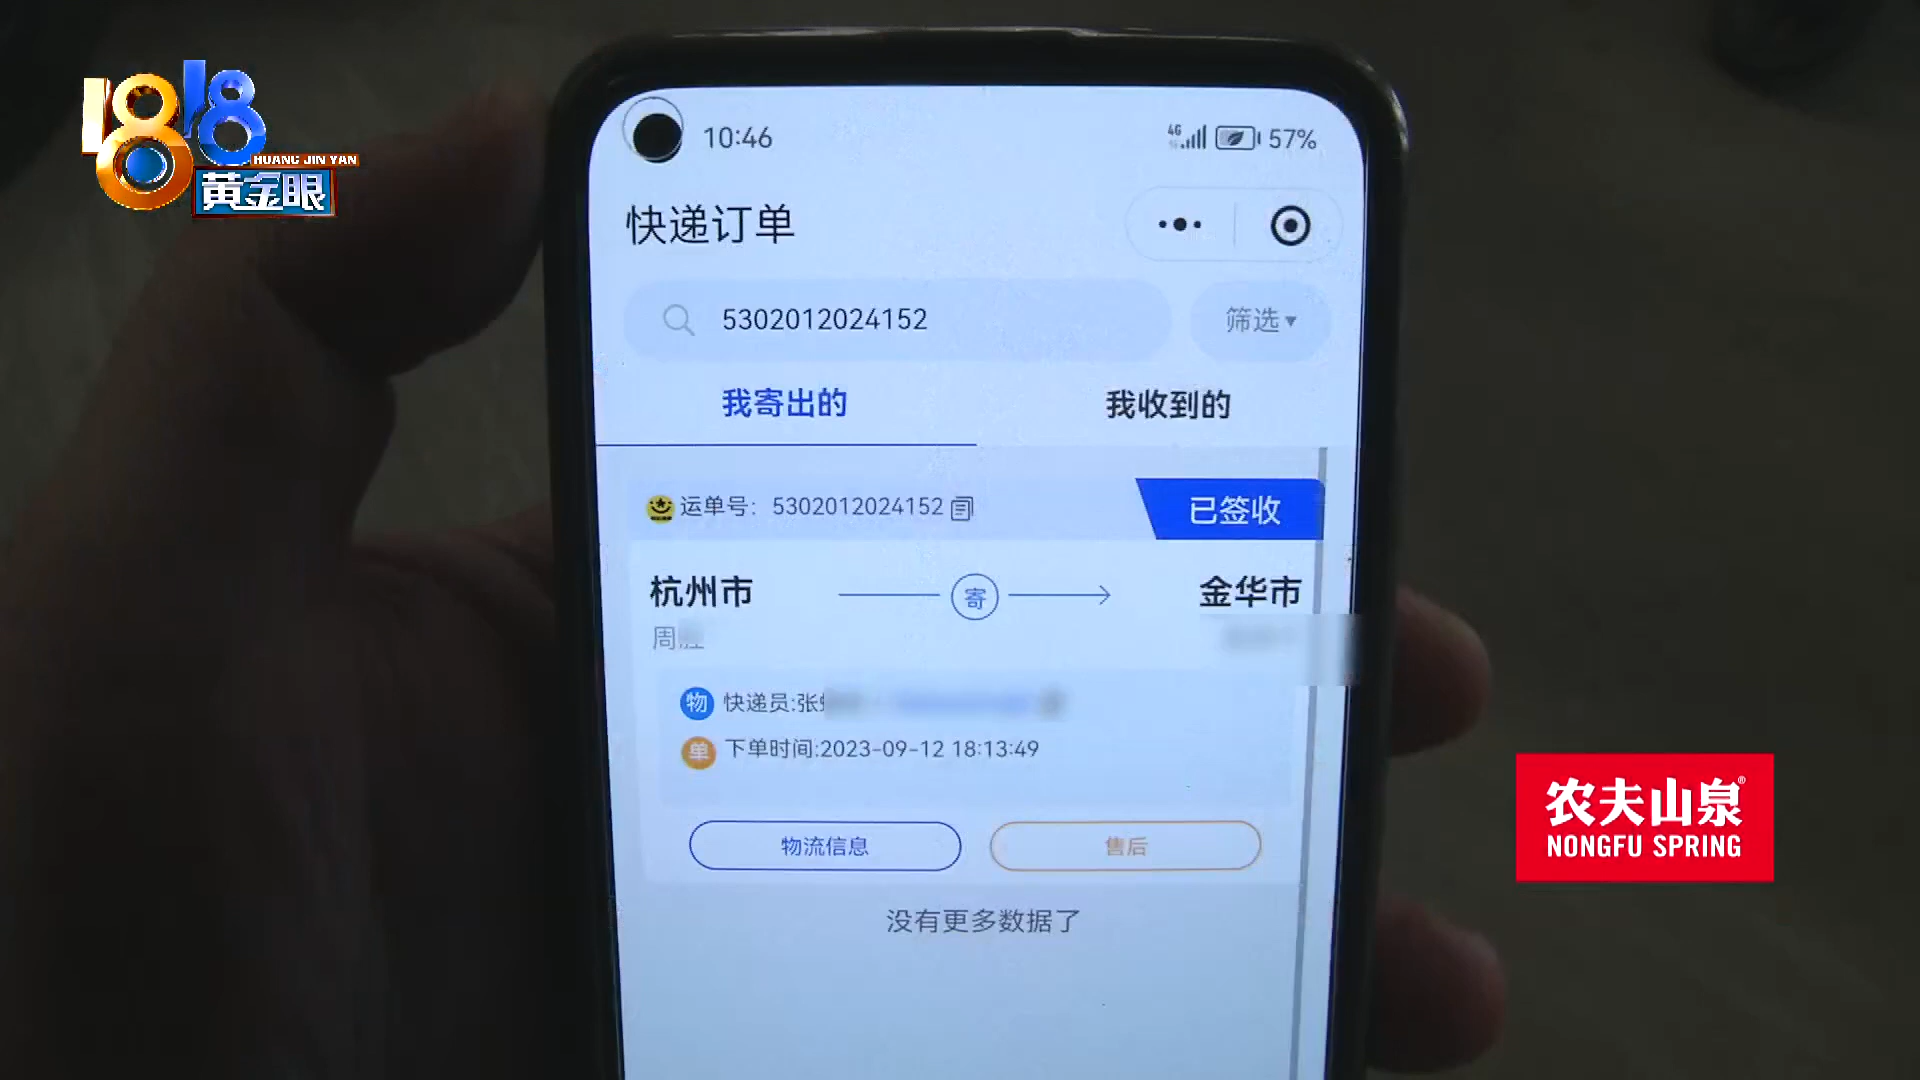 1818
HUANG JIN YAN
黄金眼
10:46
4G
57%
快递订单
5302012024152
筛选
我寄出的
我收到的
运单号: 5302012024152
已签收
杭州市
寄
金华市
周
物
快递员:张
单
下单时间:2023-09-12 18:13:49
物流信息
售后
没有更多数据了
农夫山泉®
NONGFU SPRING